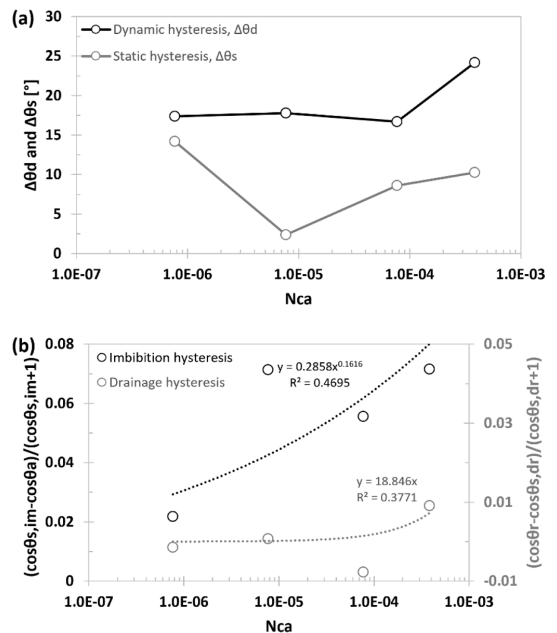 (a)
30
25
20
15
10
5
0
Δθd and Δθs [°]
Dynamic hysteresis, Δθd
Static hysteresis, Δθs
1.0E-07 1.0E-06 1.0E-05 1.0E-04 1.0E-03
Nca
(b)
0.08
0.06
0.04
0.02
0
(cosθs,im-cosθa)/(cosθs,im+1)
Imbibition hysteresis
Drainage hysteresis
y = 0.2858x^0.1616
R² = 0.4695
y = 18.846x
R² = 0.3771
0.05
0.03
0.01
-0.01
(cosθr-cosθs,dr)/(cosθs,dr+1)
1.0E-07 1.0E-06 1.0E-05 1.0E-04 1.0E-03
Nca